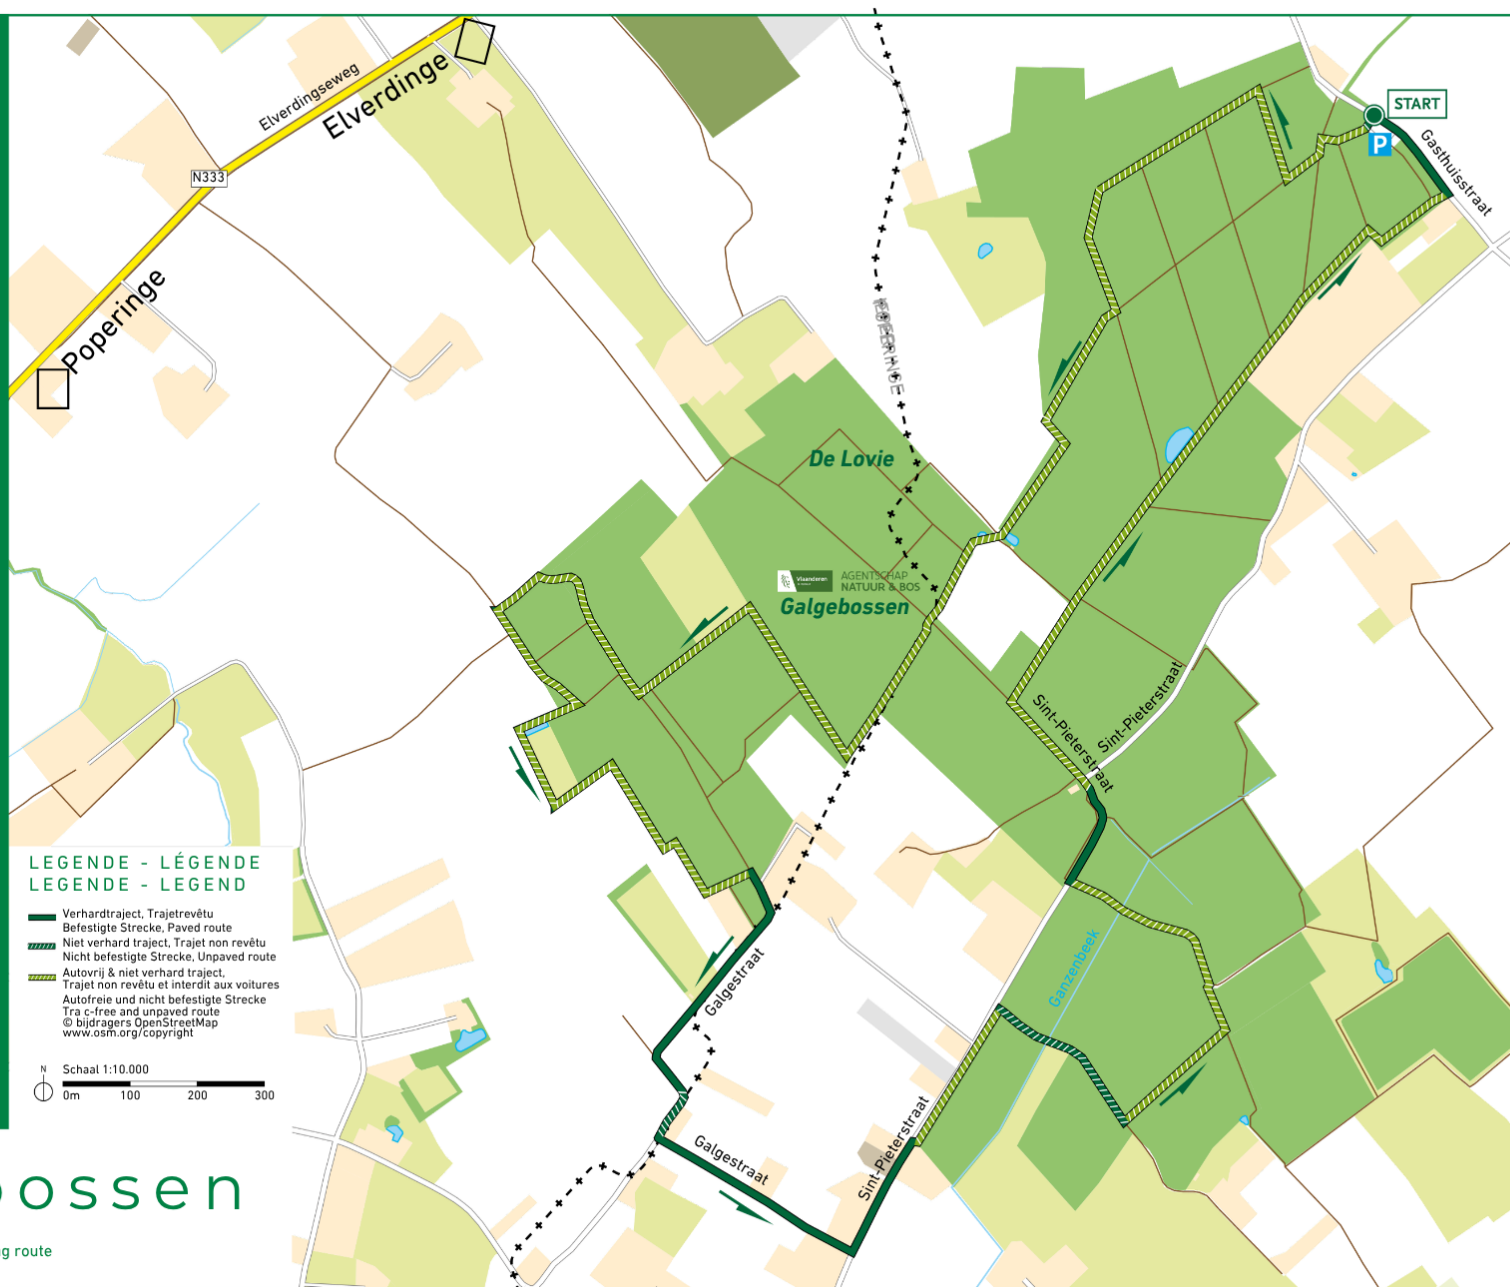 Elverdingseweg
Elverdinge
N333
Poperinge
START
P
Gasthuisstraat
De Lovie
Vlaanderen
AGENTSCHAP
NATUUR & BOS
Galgebossen
Sint-Pieterstraat
Sint-Pieterstraat
Ganzenbeek
Galgestraat
Galgestraat
Sint-Pieterstraat
LEGENDE - LÉGENDE
LEGENDE - LEGEND
Verhardtraject, Trajetrevêtu
Befestigte Strecke, Paved route
Niet verhard traject, Trajet non revêtu
Nicht befestigte Strecke, Unpaved route
Autovrij & niet verhard traject,
Trajet non revêtu et interdit aux voitures
Autofreie und nicht befestigte Strecke
Tra c-free and unpaved route
© bijdragers OpenStreetMap
www.osm.org/copyright
N
Schaal 1:10.000
0m 100 200 300
ossen
g route